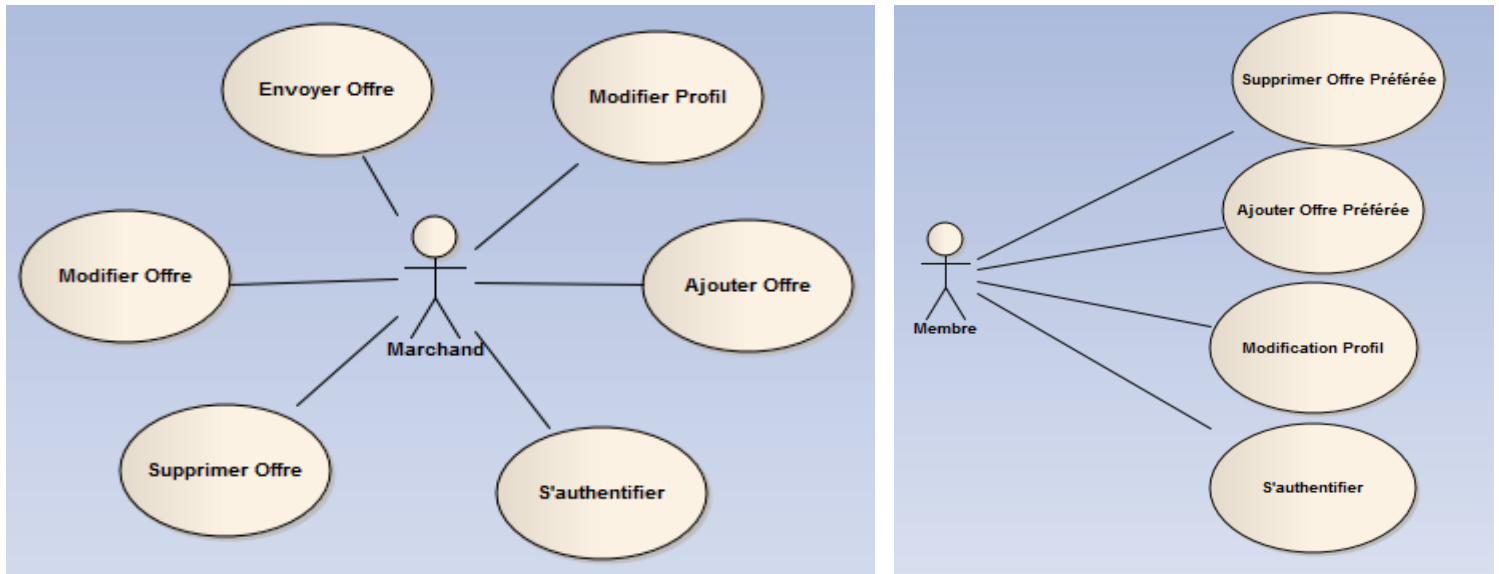 Envoyer Offre
Modifier Profil
Modifier Offre
Ajouter Offre
Marchand
Supprimer Offre
S'authentifier
Supprimer Offre Préférée
Ajouter Offre Préférée
Membre
Modification Profil
S'authentifier